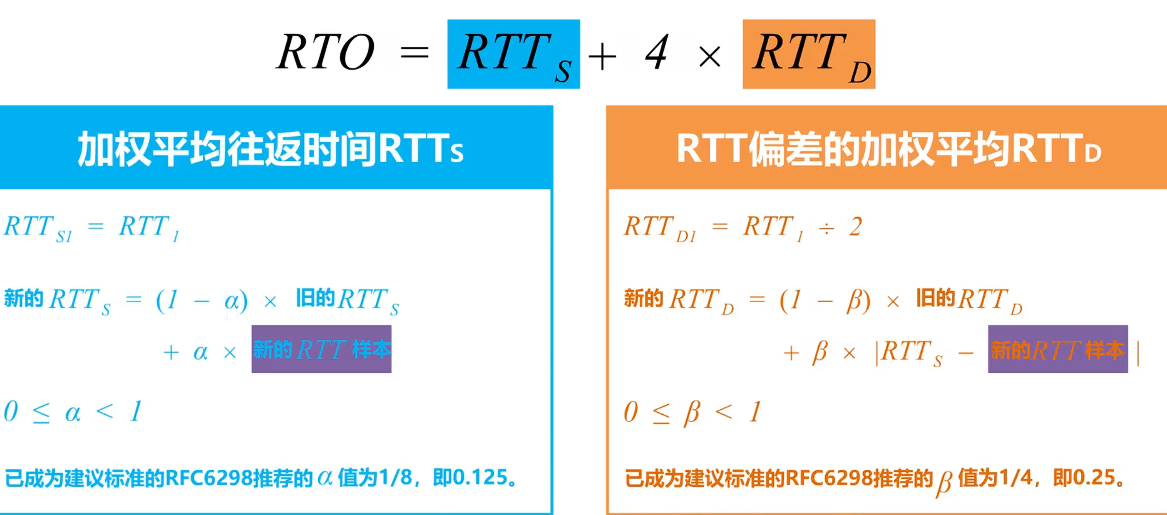 RTO = RTT_S + 4 × RTT_D
加权平均往返时间RTTs
RTT_S1 = RTT_1
新的 RTT_S = (1 − α) × 旧的RTT_S
+ α × 新的RTT样本
0 ≤ α < 1
已成为建议标准的RFC6298推荐的α值为1/8，即0.125。
RTT偏差的加权平均RTTD
RTT_D1 = RTT_1 ÷ 2
新的RTT_D = (1 − β) × 旧的RTT_D
+ β × |RTT_S − 新的RTT样本 |
0 ≤ β < 1
已成为建议标准的RFC6298推荐的β值为1/4，即0.25。